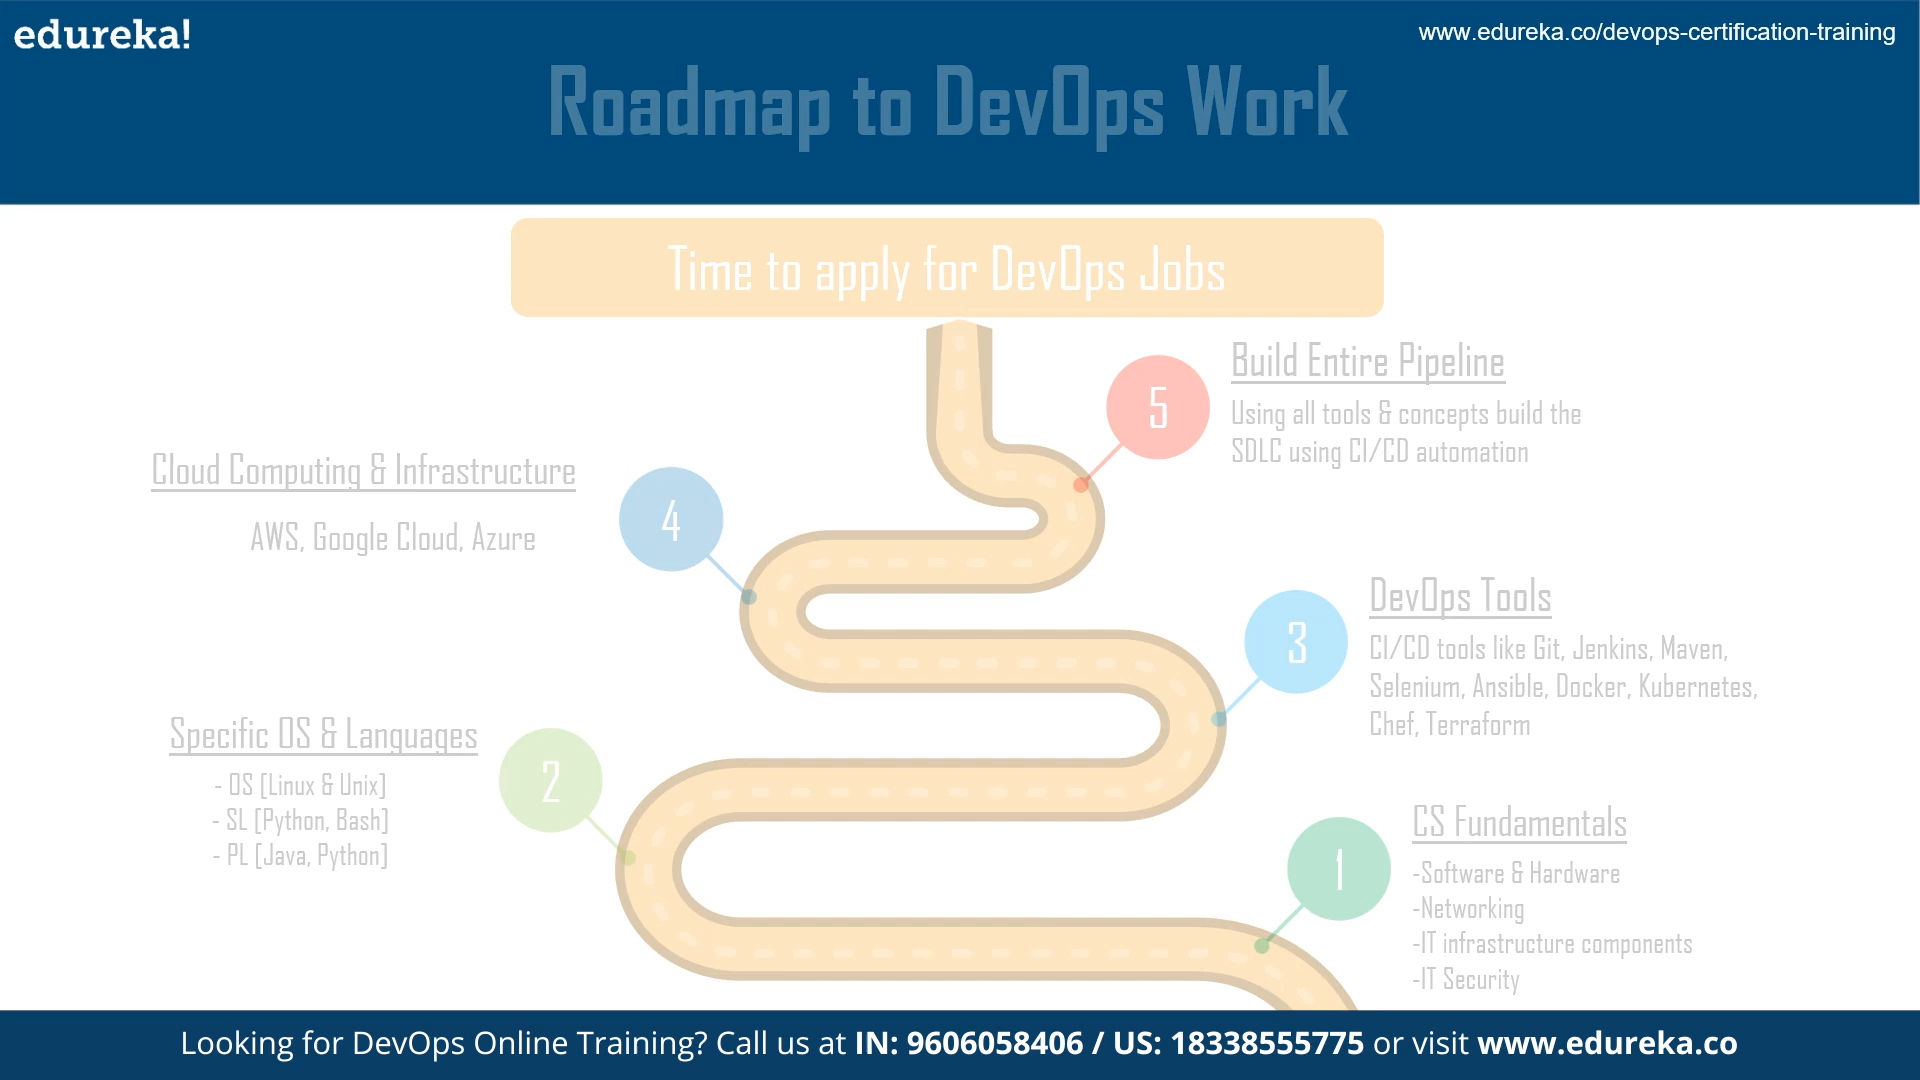 edureka!
www.edureka.co/devops-certification-training
Roadmap to DevOps Work
Time to apply for DevOps Jobs
5
Build Entire Pipeline
Using all tools & concepts build the
SDLC using CI/CD automation
Cloud Computing & Infrastructure
AWS, Google Cloud, Azure
4
3
DevOps Tools
CI/CD tools like Git, Jenkins, Maven,
Selenium, Ansible, Docker, Kubernetes,
Chef, Terraform
Specific OS & Languages
- OS [Linux & Unix]
- SL [Python, Bash]
- PL [Java, Python]
2
1
CS Fundamentals
-Software & Hardware
-Networking
-IT infrastructure components
-IT Security
Looking for DevOps Online Training? Call us at IN: 9606058406 / US: 18338555775 or visit www.edureka.co